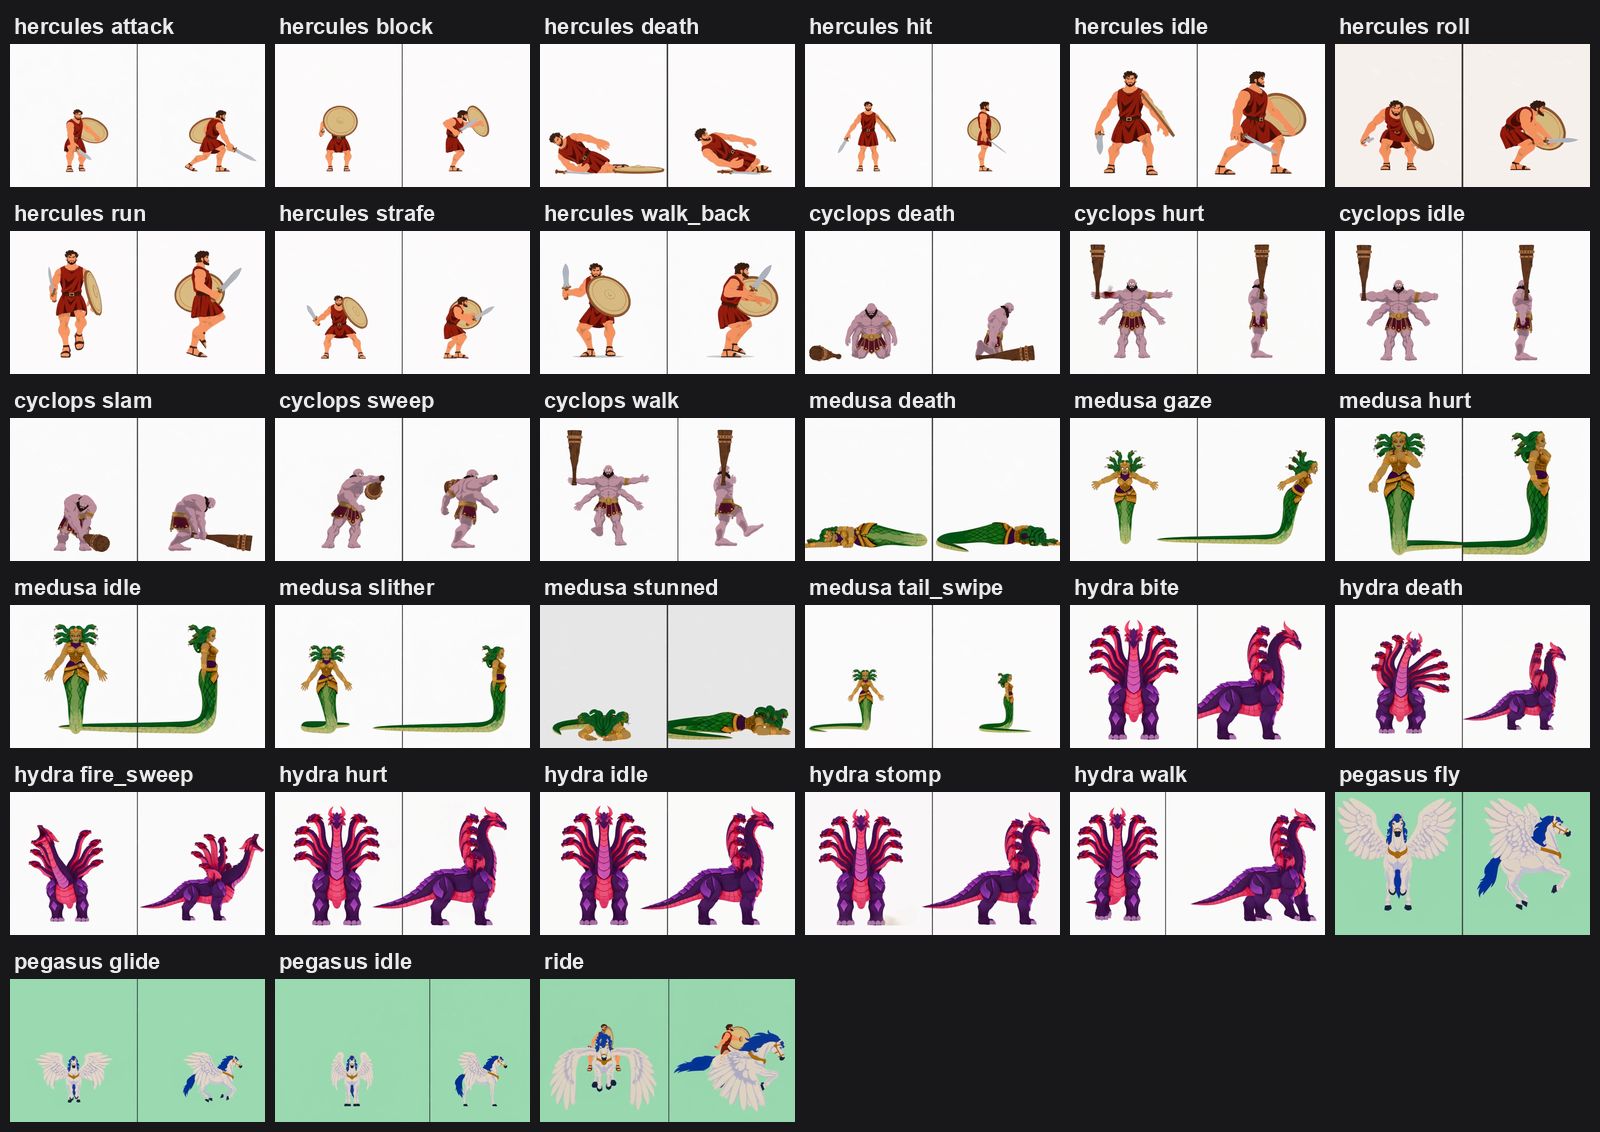 hercules attack
hercules block
hercules death
hercules hit
hercules idle
hercules roll
hercules run
hercules strafe
hercules walk_back
cyclops death
cyclops hurt
cyclops idle
cyclops slam
cyclops sweep
cyclops walk
medusa death
medusa gaze
medusa hurt
medusa idle
medusa slither
medusa stunned
medusa tail_swipe
hydra bite
hydra death
hydra fire_sweep
hydra hurt
hydra idle
hydra stomp
hydra walk
pegasus fly
pegasus glide
pegasus idle
ride